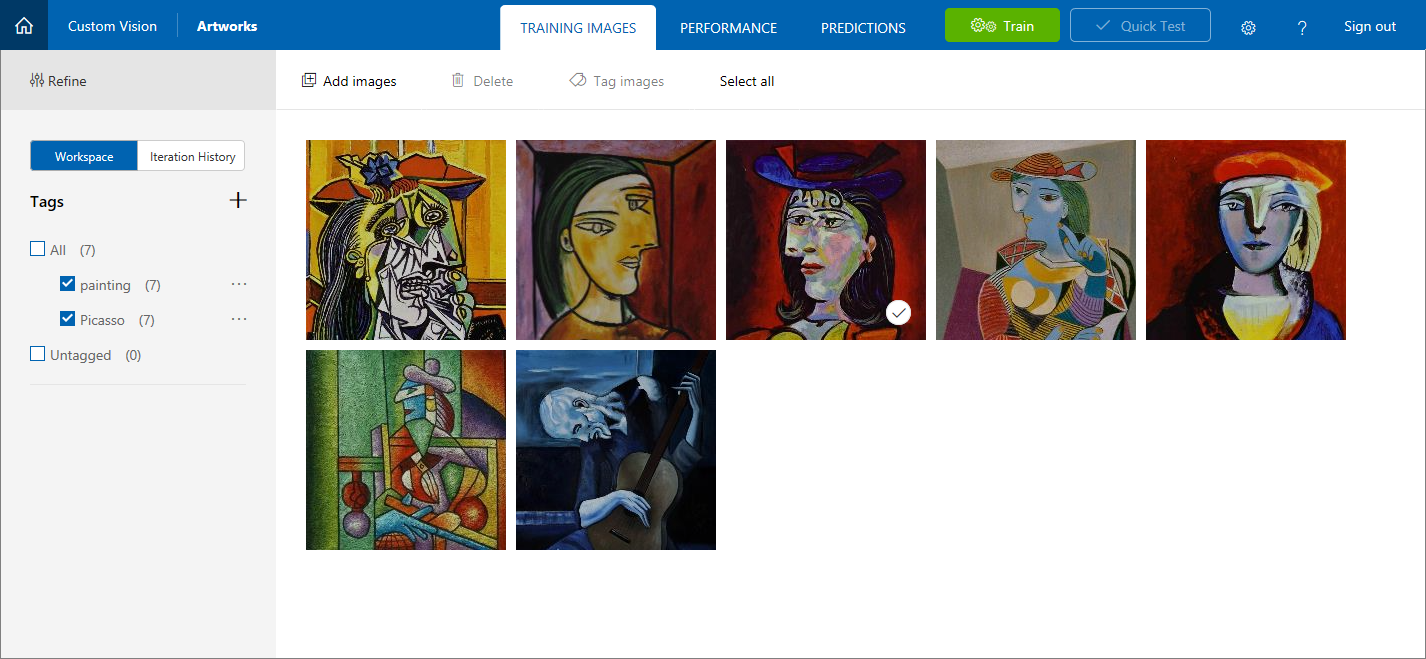 Custom Vision
Artworks
TRAINING IMAGES
PERFORMANCE
PREDICTIONS
Train
Quick Test
?
Sign out
Refine
Add images
Delete
Tag images
Select all
Workspace
Iteration History
Tags
All (7)
painting (7) ...
Picasso (7) ...
Untagged (0)